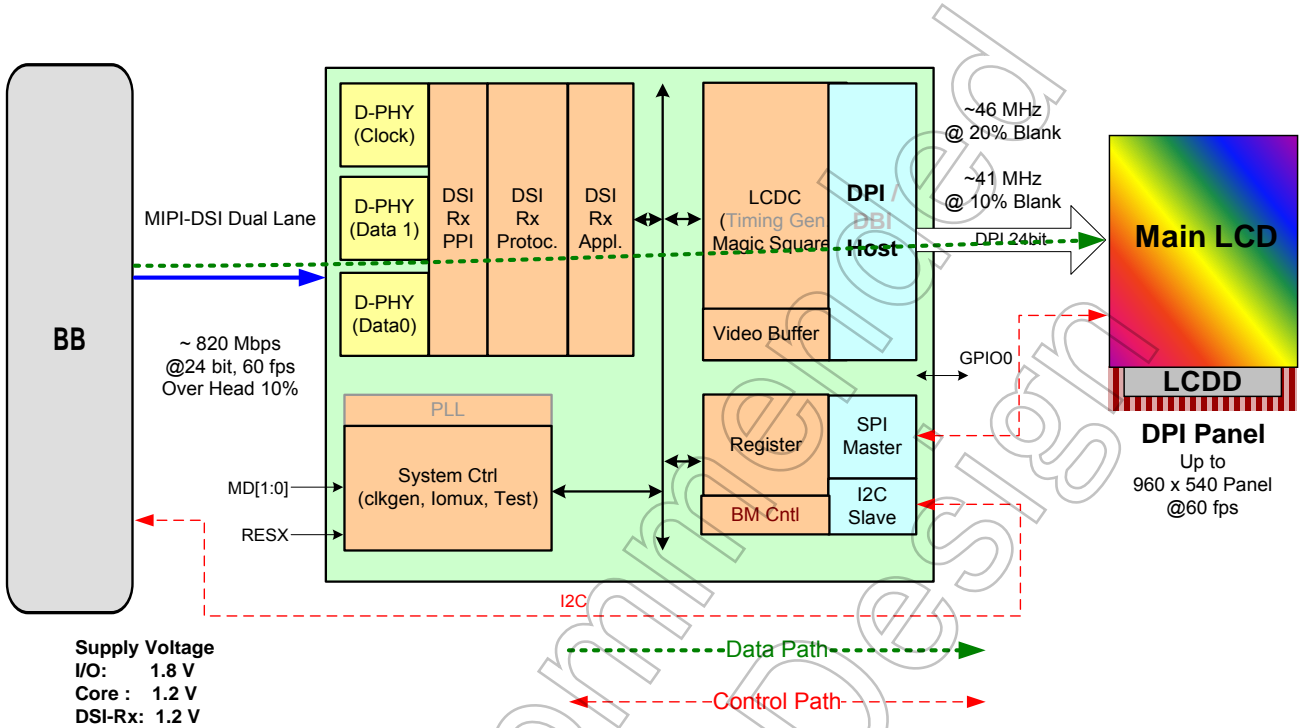 BB
MIPI-DSI Dual Lane
~ 820 Mbps
@24 bit, 60 fps
Over Head 10%
D-PHY
(Clock)
D-PHY
(Data 1)
D-PHY
(Data0)
DSI
Rx
PPI
DSI
Rx
Protoc.
DSI
Rx
Appl.
LCDC
(Timing Gen
Magic Square
Video Buffer
DPI /
DBI
Host
~46 MHz
@ 20% Blank
~41 MHz
@ 10% Blank
DPI 24bit
Main LCD
LCDD
DPI Panel
Up to
960 x 540 Panel
@60 fps
GPIO0
PLL
System Ctrl
(clkgen, Iomux, Test)
MD[1:0]
RESX
Register
BM Cntl
SPI
Master
I2C
Slave
I2C
Supply Voltage
I/O: 1.8 V
Core : 1.2 V
DSI-Rx: 1.2 V
Data Path
Control Path
ommended
Design